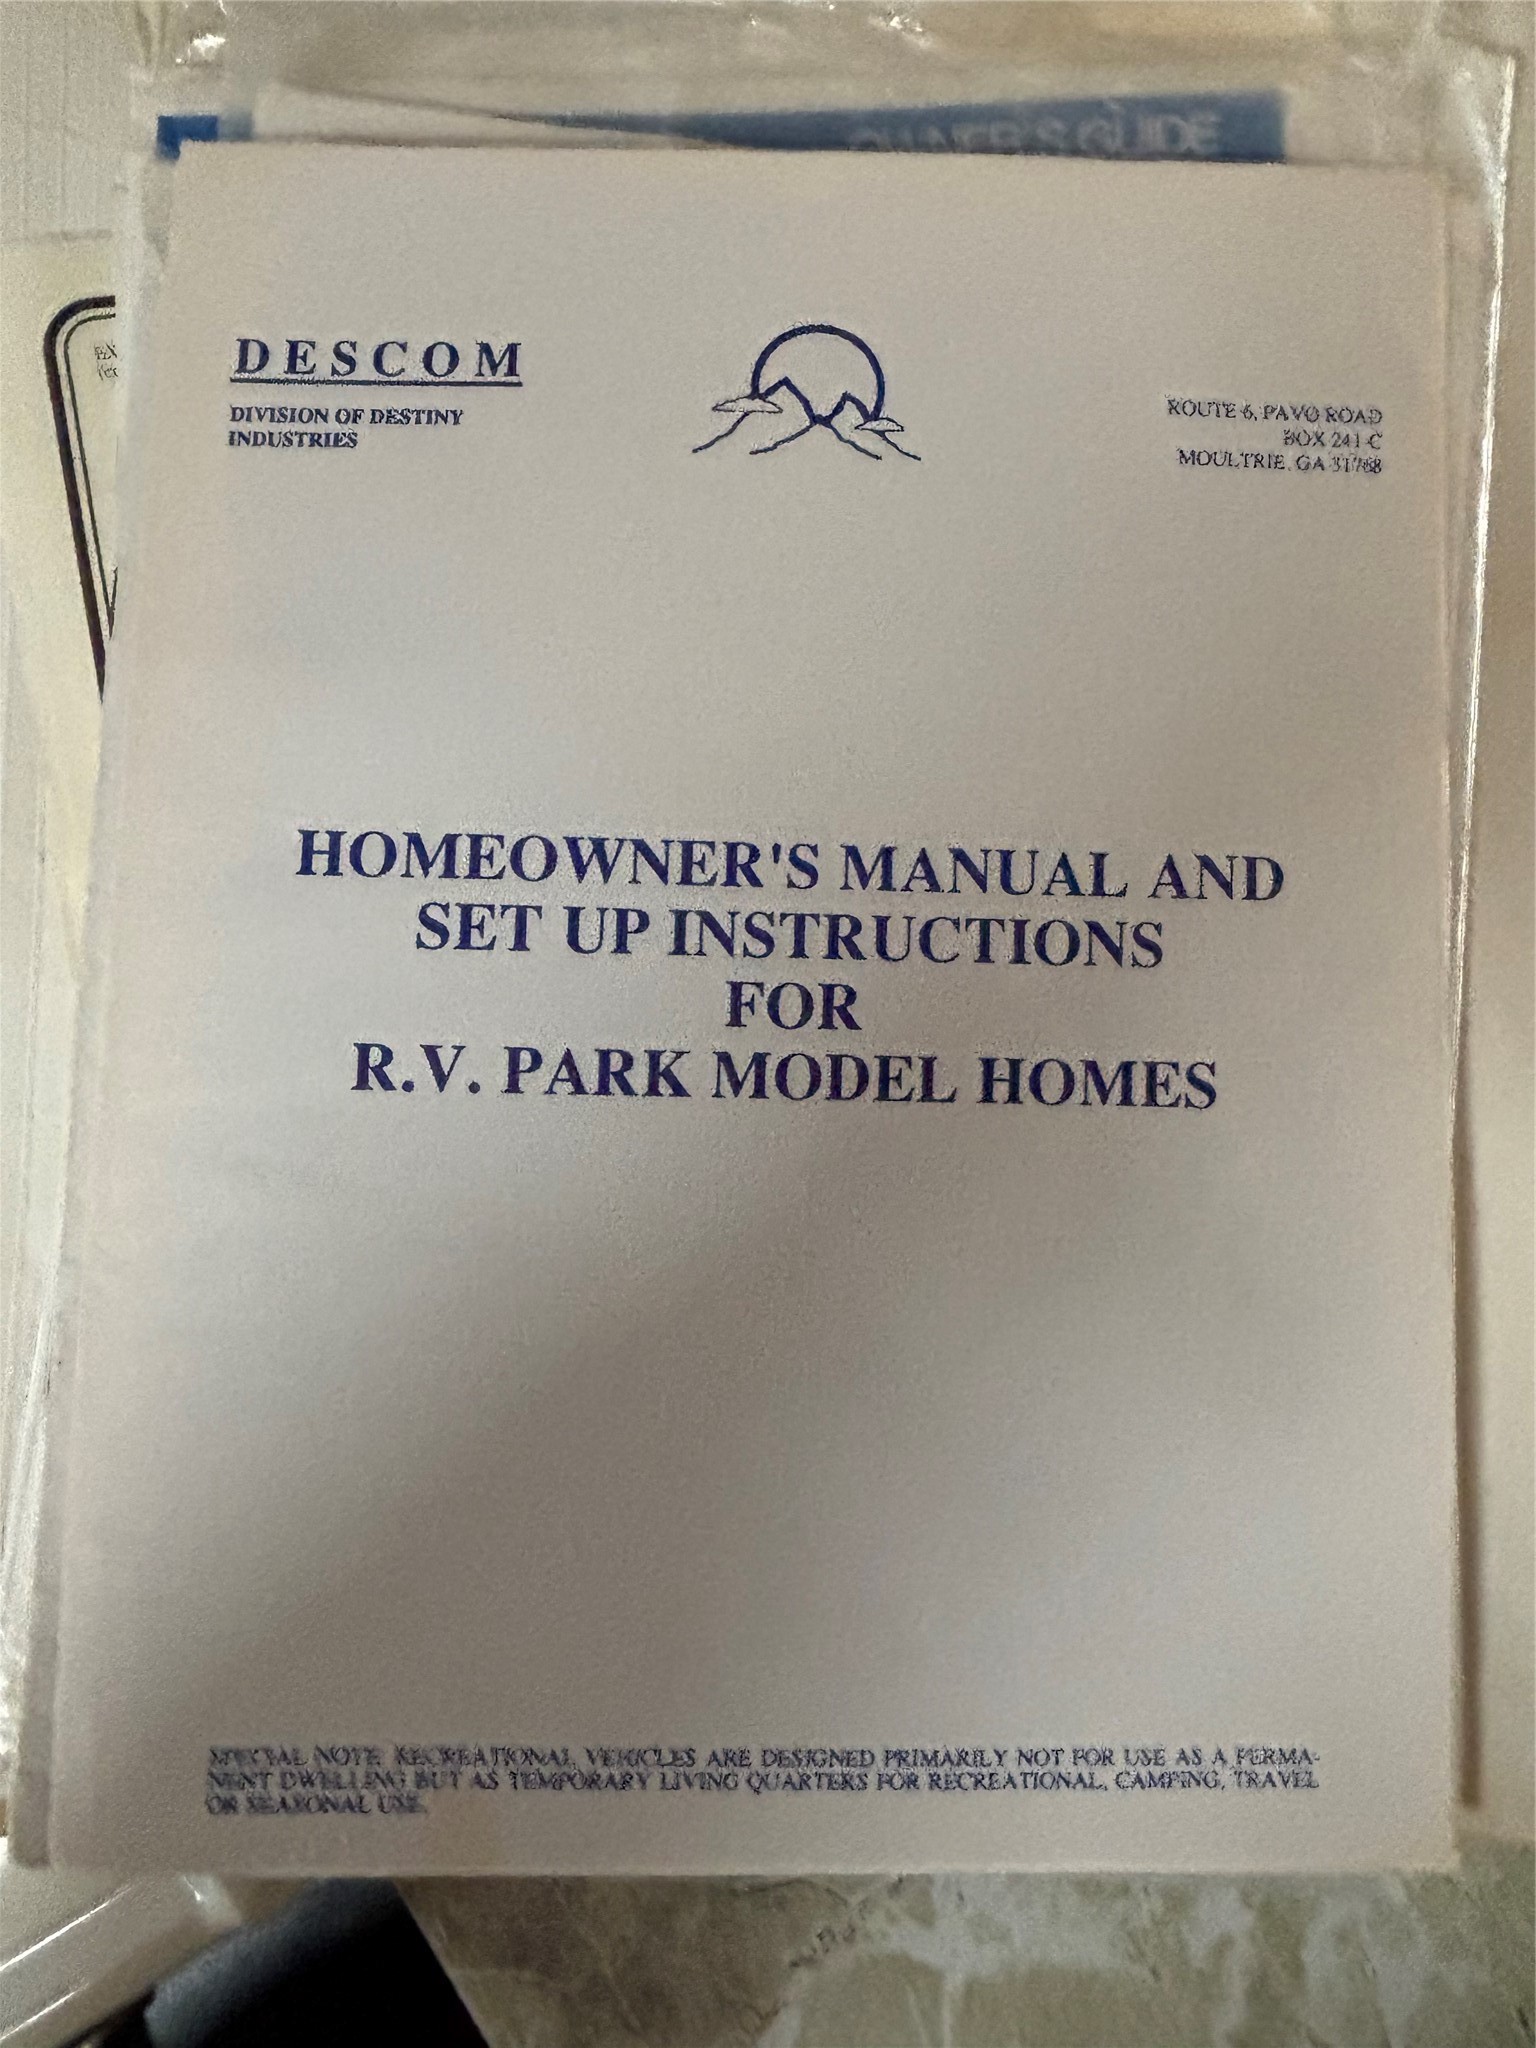 OWNER'S GUIDE
DESCOM
DIVISION OF DESTINY
INDUSTRIES
ROUTE 6, PAVO ROAD
BOX 241-C
MOULTRIE, GA 31768
HOMEOWNER'S MANUAL AND
SET UP INSTRUCTIONS
FOR
R.V. PARK MODEL HOMES
SPECIAL NOTE: RECREATIONAL VEHICLES ARE DESIGNED PRIMARILY NOT FOR USE AS A PERMA-
NENT DWELLING BUT AS TEMPORARY LIVING QUARTERS FOR RECREATIONAL, CAMPING, TRAVEL
OR SEASONAL USE.